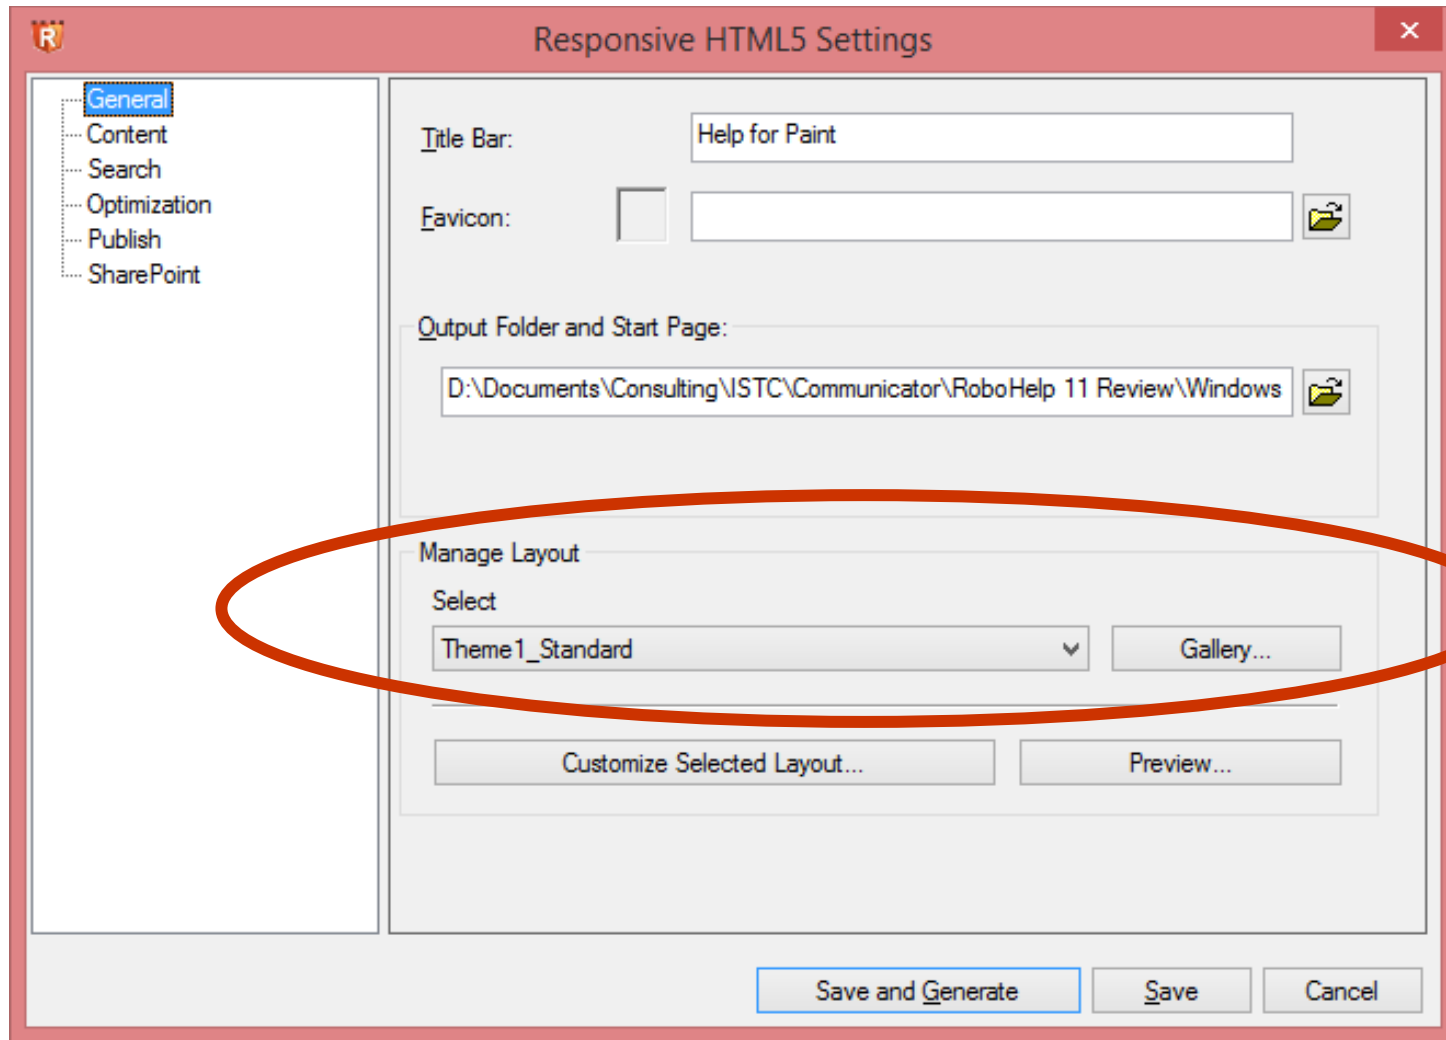 R
Responsive HTML5 Settings
General
Content
Search
Optimization
Publish
SharePoint
Title Bar:
Help for Paint
Favicon:
Output Folder and Start Page:
D:\Documents\Consulting\ISTC\Communicator\RoboHelp 11 Review\Windows
Manage Layout
Select
Theme1_Standard
Gallery...
Customize Selected Layout...
Preview...
Save and Generate
Save
Cancel